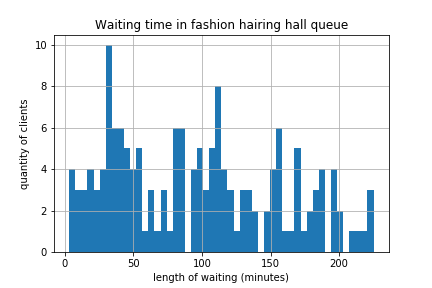 Waiting time in fashion hairing hall queue
10
8
6
4
2
0
quantity of clients
0 50 100 150 200
length of waiting (minutes)